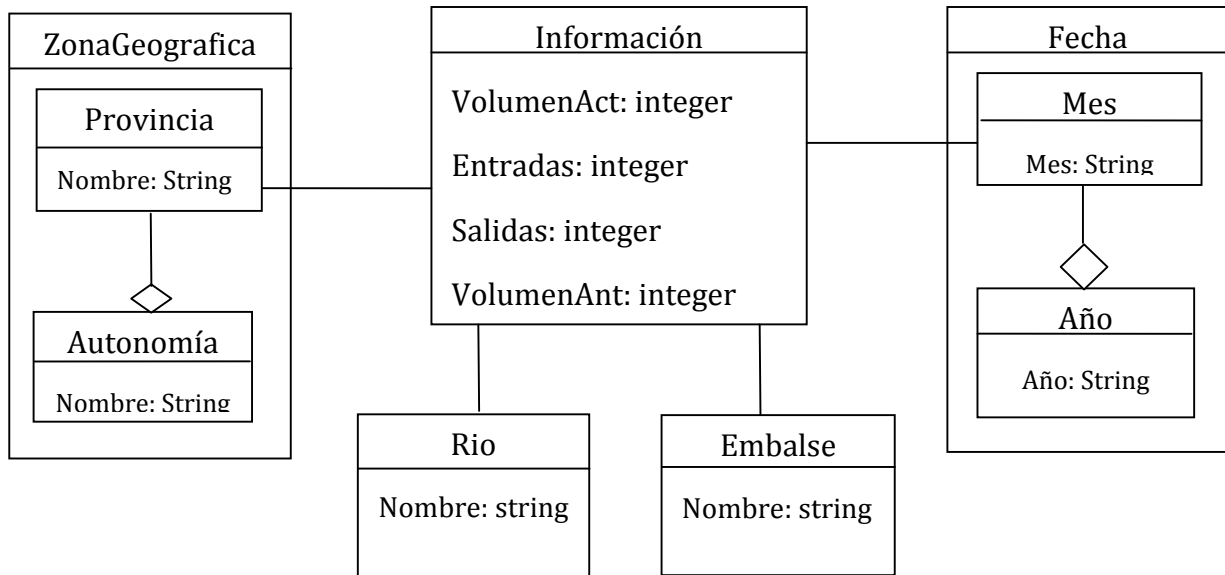 ZonaGeografica
Provincia
Nombre: String
Autonomía
Nombre: String
Información
VolumenAct: integer
Entradas: integer
Salidas: integer
VolumenAnt: integer
Fecha
Mes
Mes: String
Año
Año: String
Rio
Nombre: string
Embalse
Nombre: string